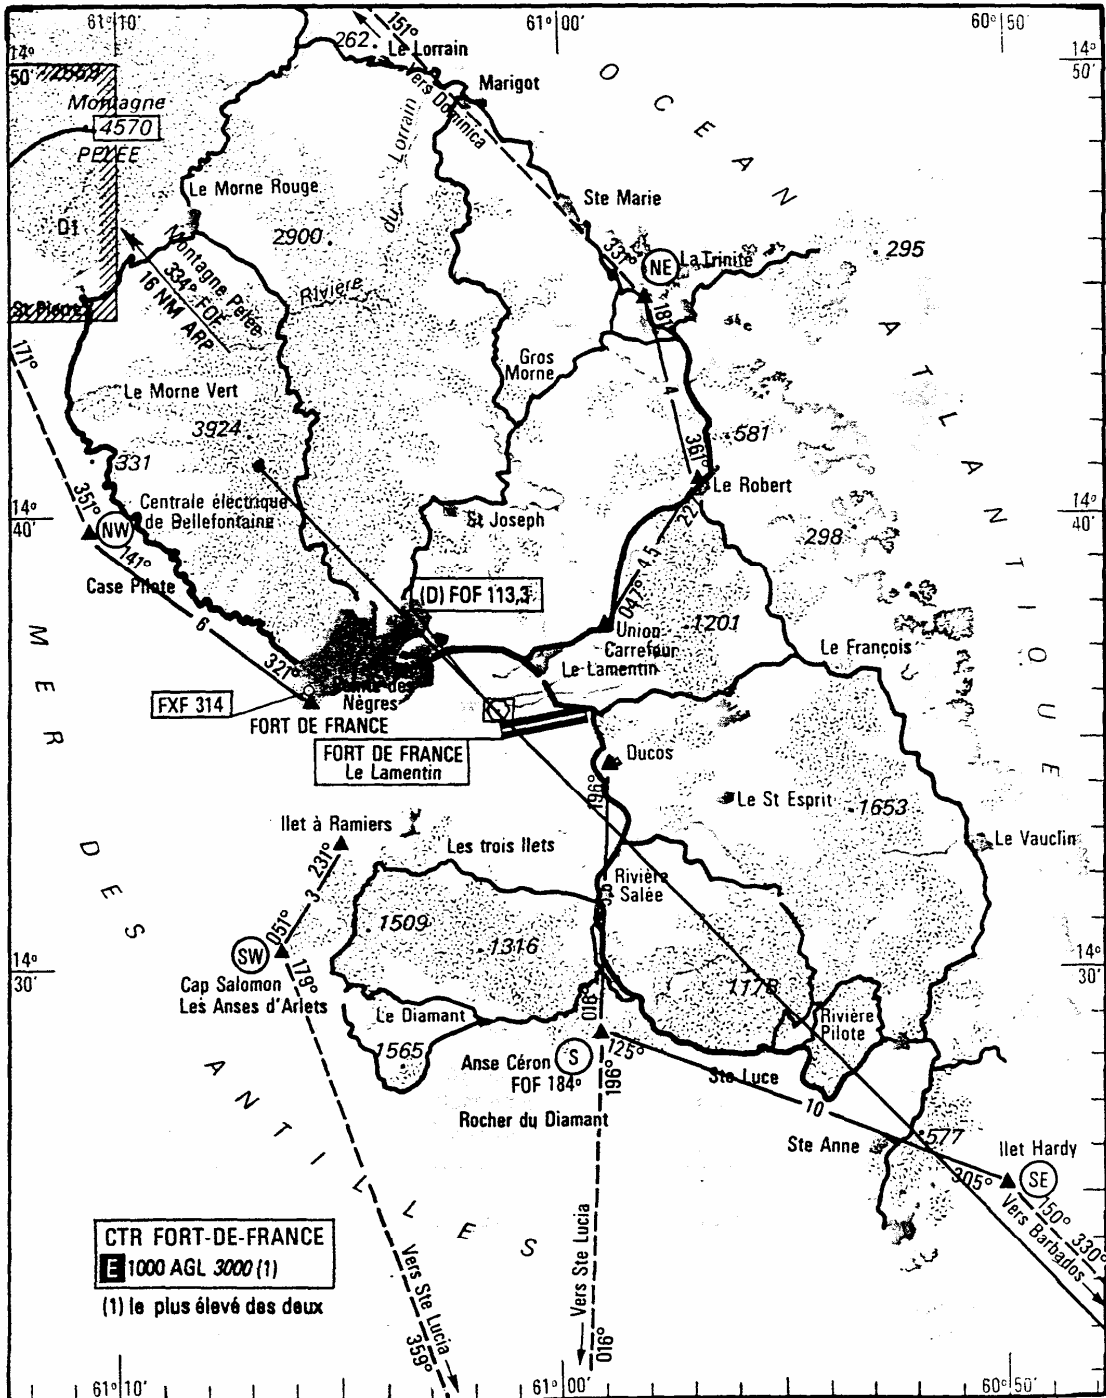 61° 10'
61° 00'
60° 50'
14°
50'
14°
50'
262
151°
Le Lorrain
Vers Dominica
Marigot
Montagne
4570
PELÉE
O C E A N
A T L A N T I Q U E
Le Morne Rouge
du Lorrain
Rivière
Ste Marie
D1
2900
331°
NE
La Trinité
295
Montagne Pelée
334° FOF
16 NM ARP
St Pierre
181°
171°
Gros
Morne
Le Morne Vert
4
3924
581
331
361°
Le Robert
351°
Centrale électrique
de Bellefontaine
St Joseph
14°
40'
14°
40'
NW
141°
298
Case Pilote
4,5
(D) FOF 113,3
047°
6
1201
Union
Carrefour
Le François
Le Lamentin
321°
M E R
Pointe des
Nègres
FXF 314
FORT DE FRANCE
FORT DE FRANCE
Le Lamentin
Ducos
196°
Le St Esprit
1653
Ilet à Ramiers
Les trois Ilets
Le Vauclin
D E S
231°
3
Rivière
Salée
051°
1509
1316
SW
14°
30'
14°
30'
Cap Salomon
Les Anses d'Arlets
179°
1178
016°
Le Diamant
Rivière
Pilote
1565
Anse Céron
S
FOF 184°
125°
196°
Ste Luce
A N T I L L E S
Rocher du Diamant
10
577
Ste Anne
Ilet Hardy
SE
305°
150°
330°
Vers Barbados
CTR FORT-DE-FRANCE
E 1000 AGL 3000 (1)
(1) le plus élevé des deux
Vers Ste Lucia
359°
Vers Ste Lucia
016°
61° 10'
61° 00'
60° 50'